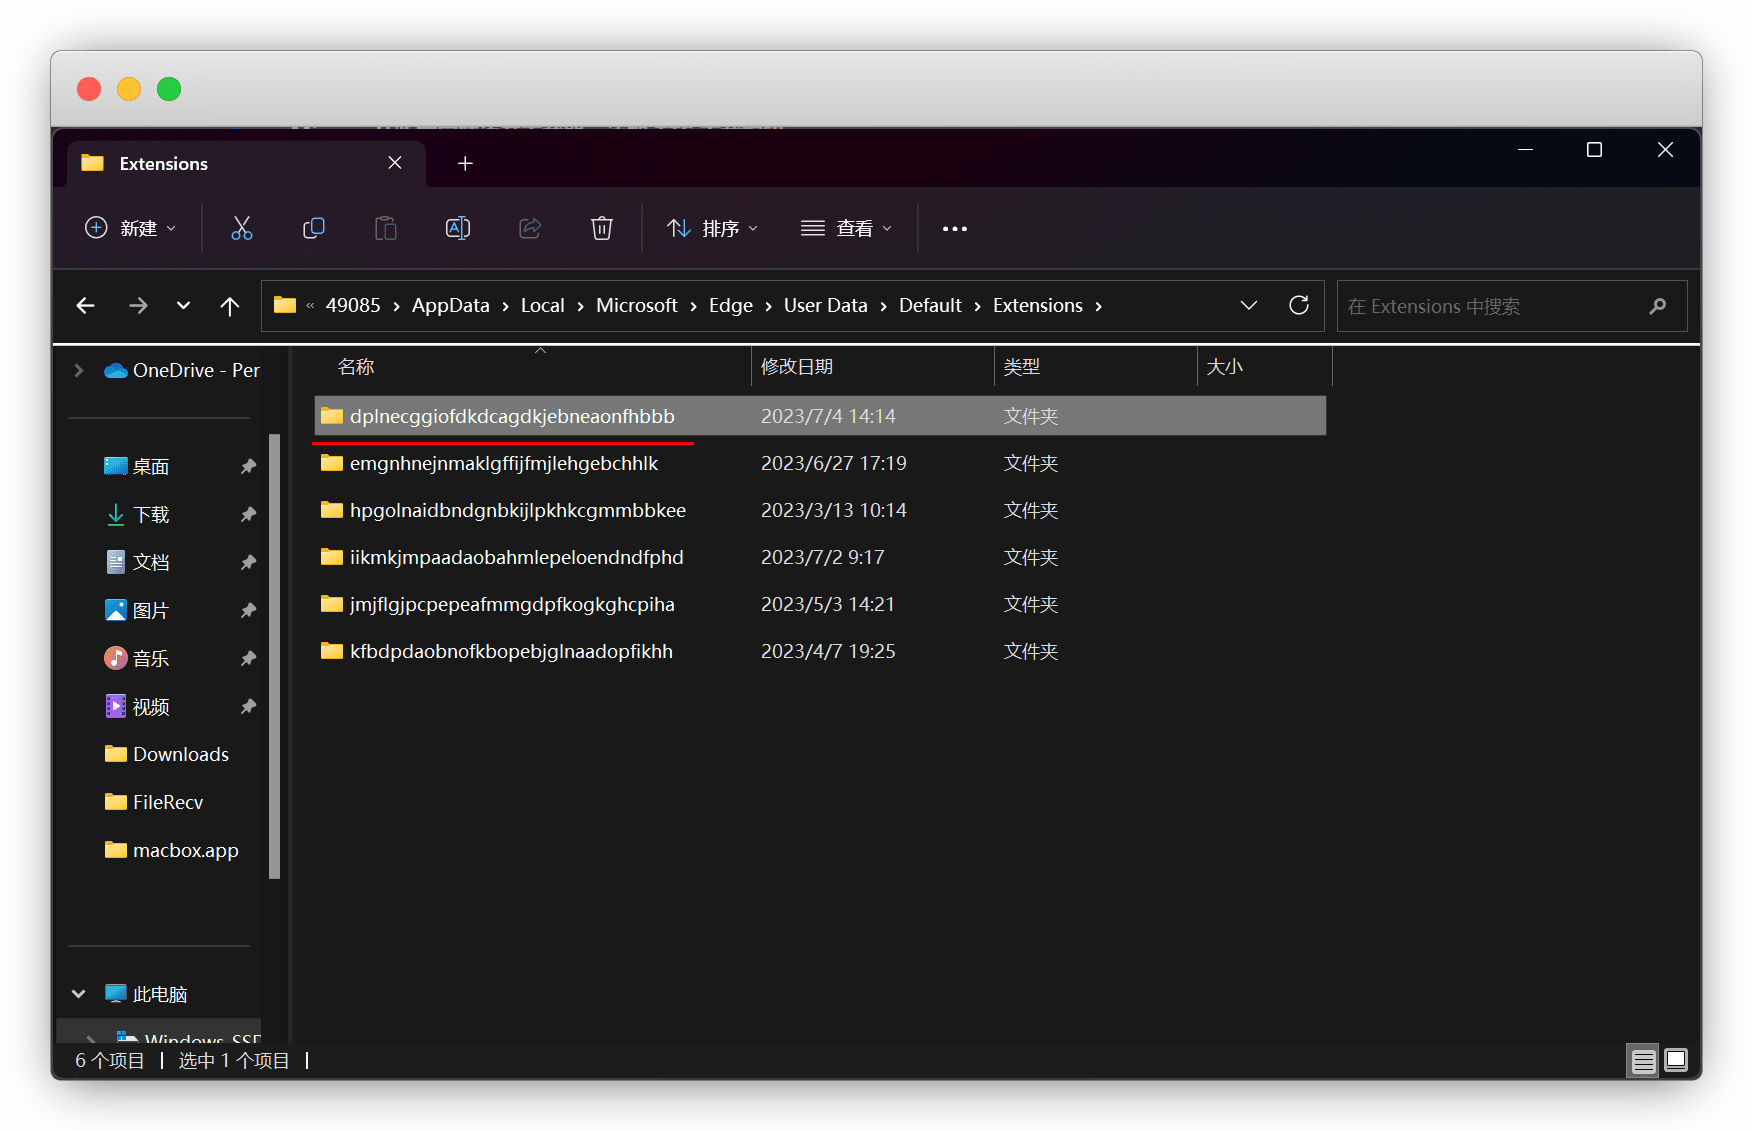 Extensions
新建
排序
查看
« 49085 › AppData › Local › Microsoft › Edge › User Data › Default › Extensions ›
在 Extensions 中搜索
OneDrive - Per
桌面
下载
文档
图片
音乐
视频
Downloads
FileRecv
macbox.app
此电脑
Windows-SSD
名称 修改日期 类型 大小
dplnecggiofdkdcagdkjebneaonfhbbb 2023/7/4 14:14 文件夹
emgnhnejnmaklgffijfmjlehgebchhlk 2023/6/27 17:19 文件夹
hpgolnaidbndgnbkijlpkhkcgmmbbkee 2023/3/13 10:14 文件夹
iikmkjmpaadaobahmlepeloendndfphd 2023/7/2 9:17 文件夹
jmjflgjpcpepeafmmgdpfkogkghcpiha 2023/5/3 14:21 文件夹
kfbdpdaobnofkbopebjglnaadopfikhh 2023/4/7 19:25 文件夹
6 个项目 | 选中 1 个项目 |